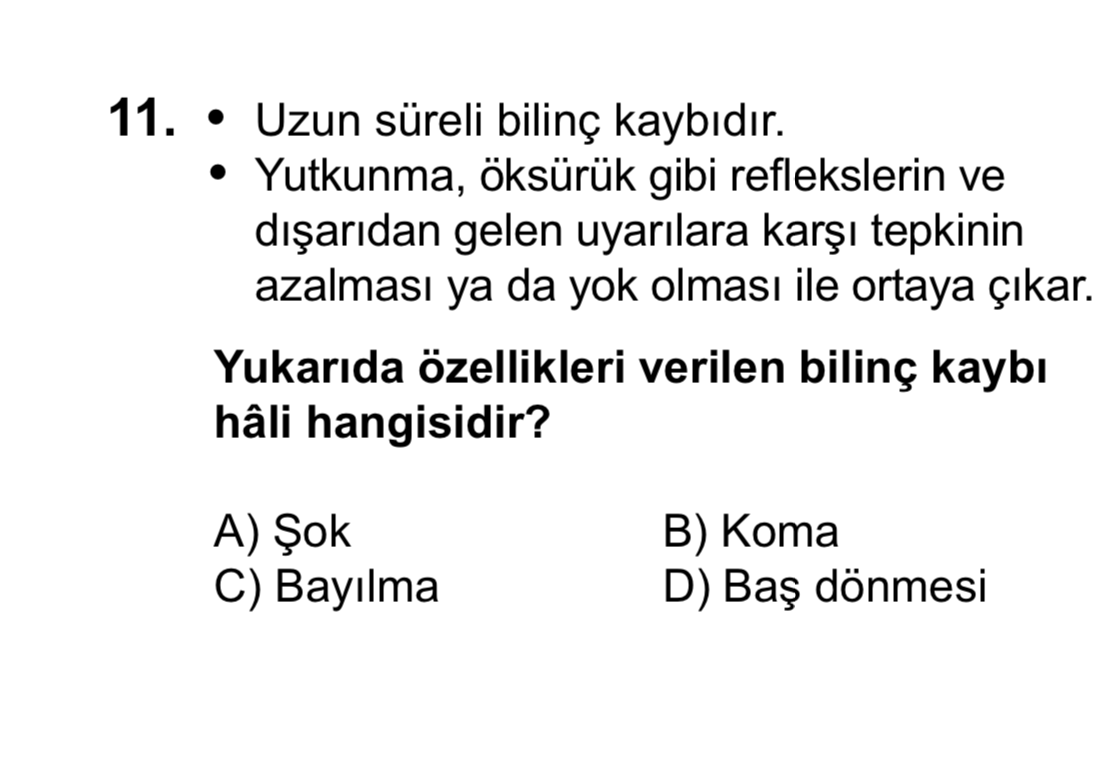 11. • Uzun süreli bilinç kaybıdır.
• Yutkunma, öksürük gibi reflekslerin ve
dışarıdan gelen uyarılara karşı tepkinin
azalması ya da yok olması ile ortaya çıkar.
Yukarıda özellikleri verilen bilinç kaybı
hâli hangisidir?
A) Şok B) Koma
C) Bayılma D) Baş dönmesi